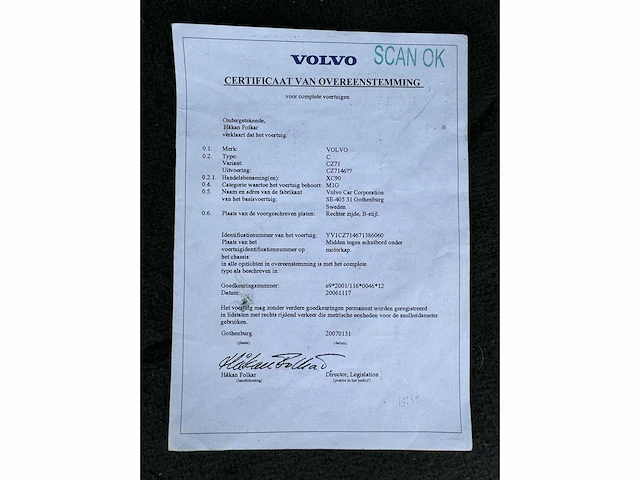 VOLVO SCAN OK
CERTIFICAAT VAN OVEREENSTEMMING
voor complete voertuigen
Ondergetekende,
Håkan Folkar
verklaart dat het voertuig:
0.1. Merk: VOLVO
0.2. Type: C
Variant: CZ71
Uitvoering: CZ714677
0.2.1. Handelsbenaming(en): XC90
0.4. Categorie waartoe het voertuig behoort: M1G
0.5. Naam en adres van de fabrikant Volvo Car Corporation
van het basisvoertuig: SE-405 31 Gothenburg
Sweden
0.6. Plaats van de voorgeschreven platen: Rechter zijde, B-stijl.
Identificatienummer van het voertuig: YV1CZ714671386060
Plaats van het Midden tegen schutbord onder
voertuigidentificatienummer op motorkap.
het chassis:
in alle opzichten in overeenstemming is met het complete
type als beschreven in:
Goedkeuringsnummer: e9*2001/116*0046*12
Datum: 20061117
Het voertuig mag zonder verdere goedkeuringen permanent worden geregistreerd
in lidstaten met rechts rijdend verkeer die metrische eenheden voor de snelheidsmeter
gebruiken.
Gothenburg 20070131
(plaats) (datum)
Håkan Folkar
Håkan Folkar Director, Legislation
(handtekening) (positie in het bedrijf)